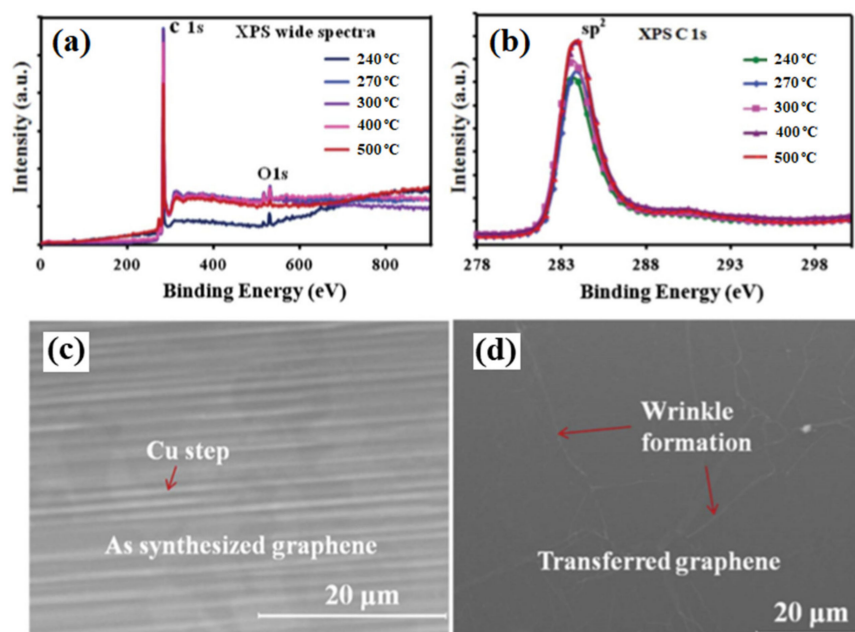 (a)
C 1s
XPS wide spectra
240 °C
270 °C
300 °C
400 °C
500 °C
O1s
Intensity (a.u.)
0
200
400
600
800
Binding Energy (eV)
(b)
sp²
XPS C 1s
240 °C
270 °C
300 °C
400 °C
500 °C
Intensity (a.u.)
278
283
288
293
298
Binding Energy (eV)
(c)
Cu step
As synthesized graphene
20 µm
(d)
Wrinkle
formation
Transferred graphene
20 µm